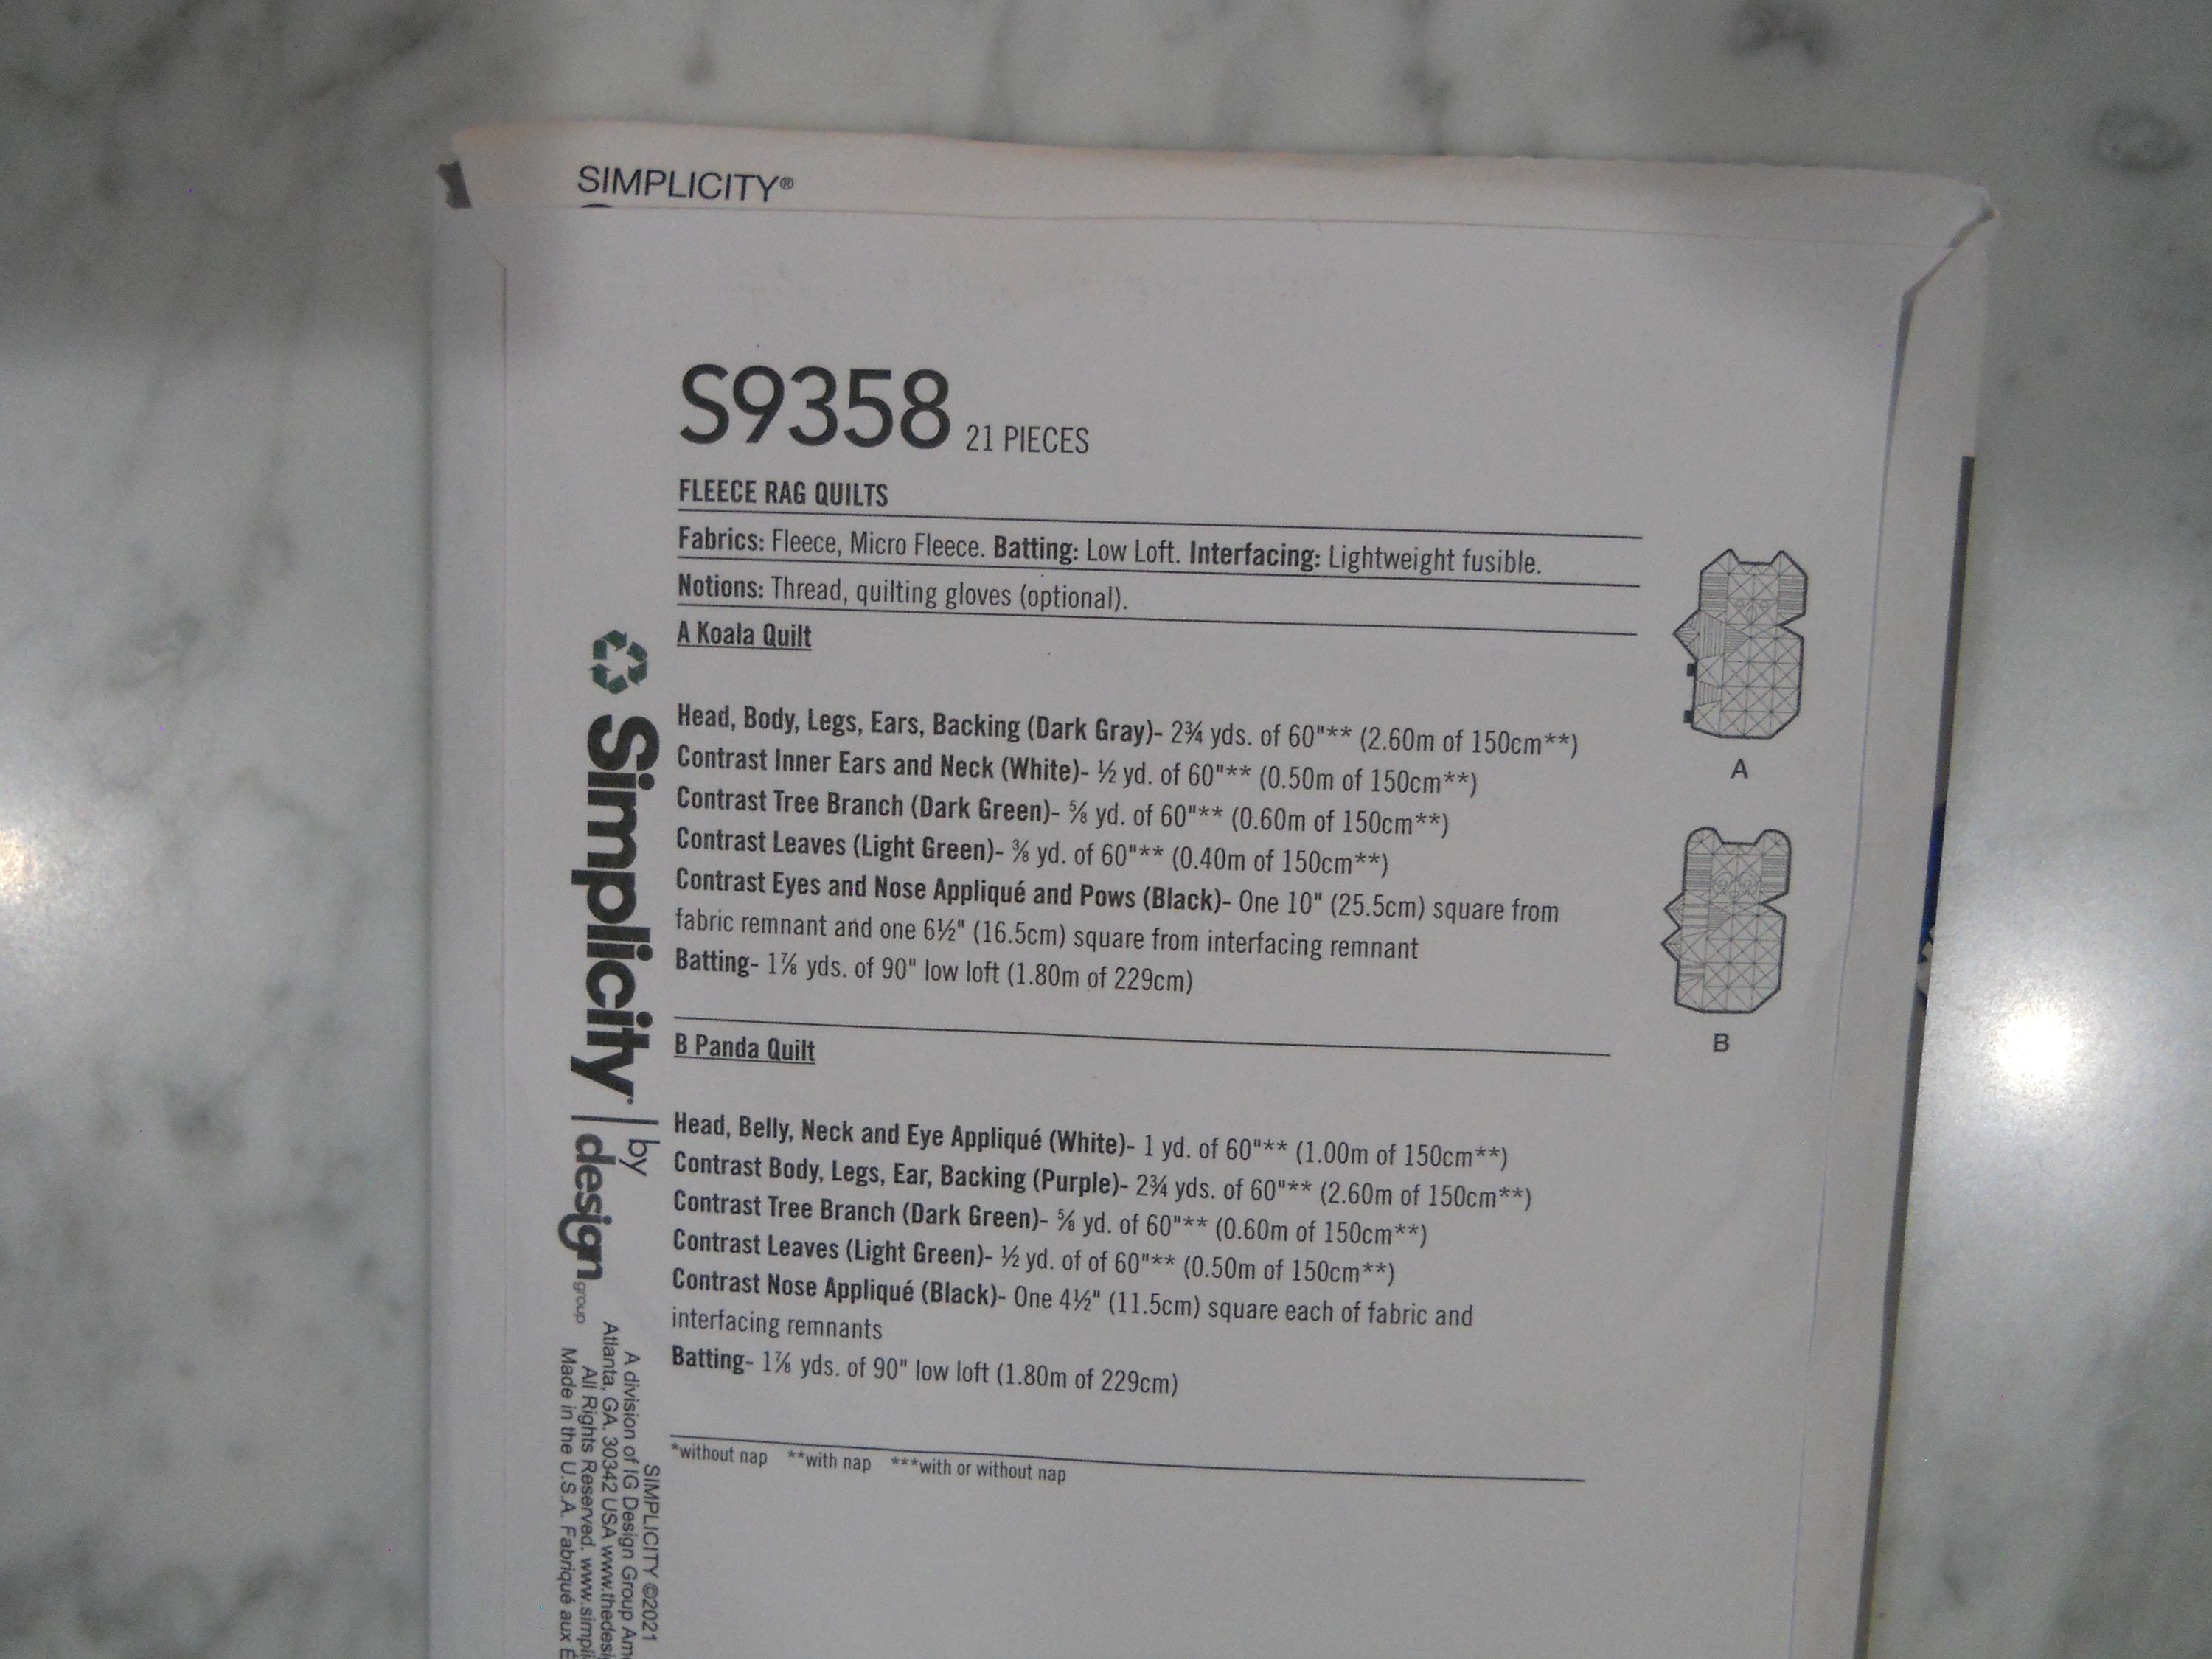 SIMPLICITY®
S9358 21 PIECES
FLEECE RAG QUILTS
Fabrics: Fleece, Micro Fleece. Batting: Low Loft. Interfacing: Lightweight fusible.
Notions: Thread, quilting gloves (optional).
A Koala Quilt
Head, Body, Legs, Ears, Backing (Dark Gray)- 2¾ yds. of 60"** (2.60m of 150cm**)
Contrast Inner Ears and Neck (White)- ½ yd. of 60"** (0.50m of 150cm**)
Contrast Tree Branch (Dark Green)- ⅝ yd. of 60"** (0.60m of 150cm**)
Contrast Leaves (Light Green)- ⅜ yd. of 60"** (0.40m of 150cm**)
Contrast Eyes and Nose Appliqué and Pows (Black)- One 10" (25.5cm) square from
fabric remnant and one 6½" (16.5cm) square from interfacing remnant
Batting- 1⅞ yds. of 90" low loft (1.80m of 229cm)
A
B Panda Quilt
Head, Belly, Neck and Eye Appliqué (White)- 1 yd. of 60"** (1.00m of 150cm**)
Contrast Body, Legs, Ear, Backing (Purple)- 2¾ yds. of 60"** (2.60m of 150cm**)
Contrast Tree Branch (Dark Green)- ⅝ yd. of 60"** (0.60m of 150cm**)
Contrast Leaves (Light Green)- ½ yd. of of 60"** (0.50m of 150cm**)
Contrast Nose Appliqué (Black)- One 4½" (11.5cm) square each of fabric and
interfacing remnants
Batting- 1⅞ yds. of 90" low loft (1.80m of 229cm)
B
*without nap **with nap ***with or without nap
Simplicity® | by
design group
SIMPLICITY ©2021
A division of IG Design Group Am
Atlanta, GA. 30342 USA www.thedesi
All Rights Reserved. www.simpli
Made in the U.S.A. Fabriqué aux É